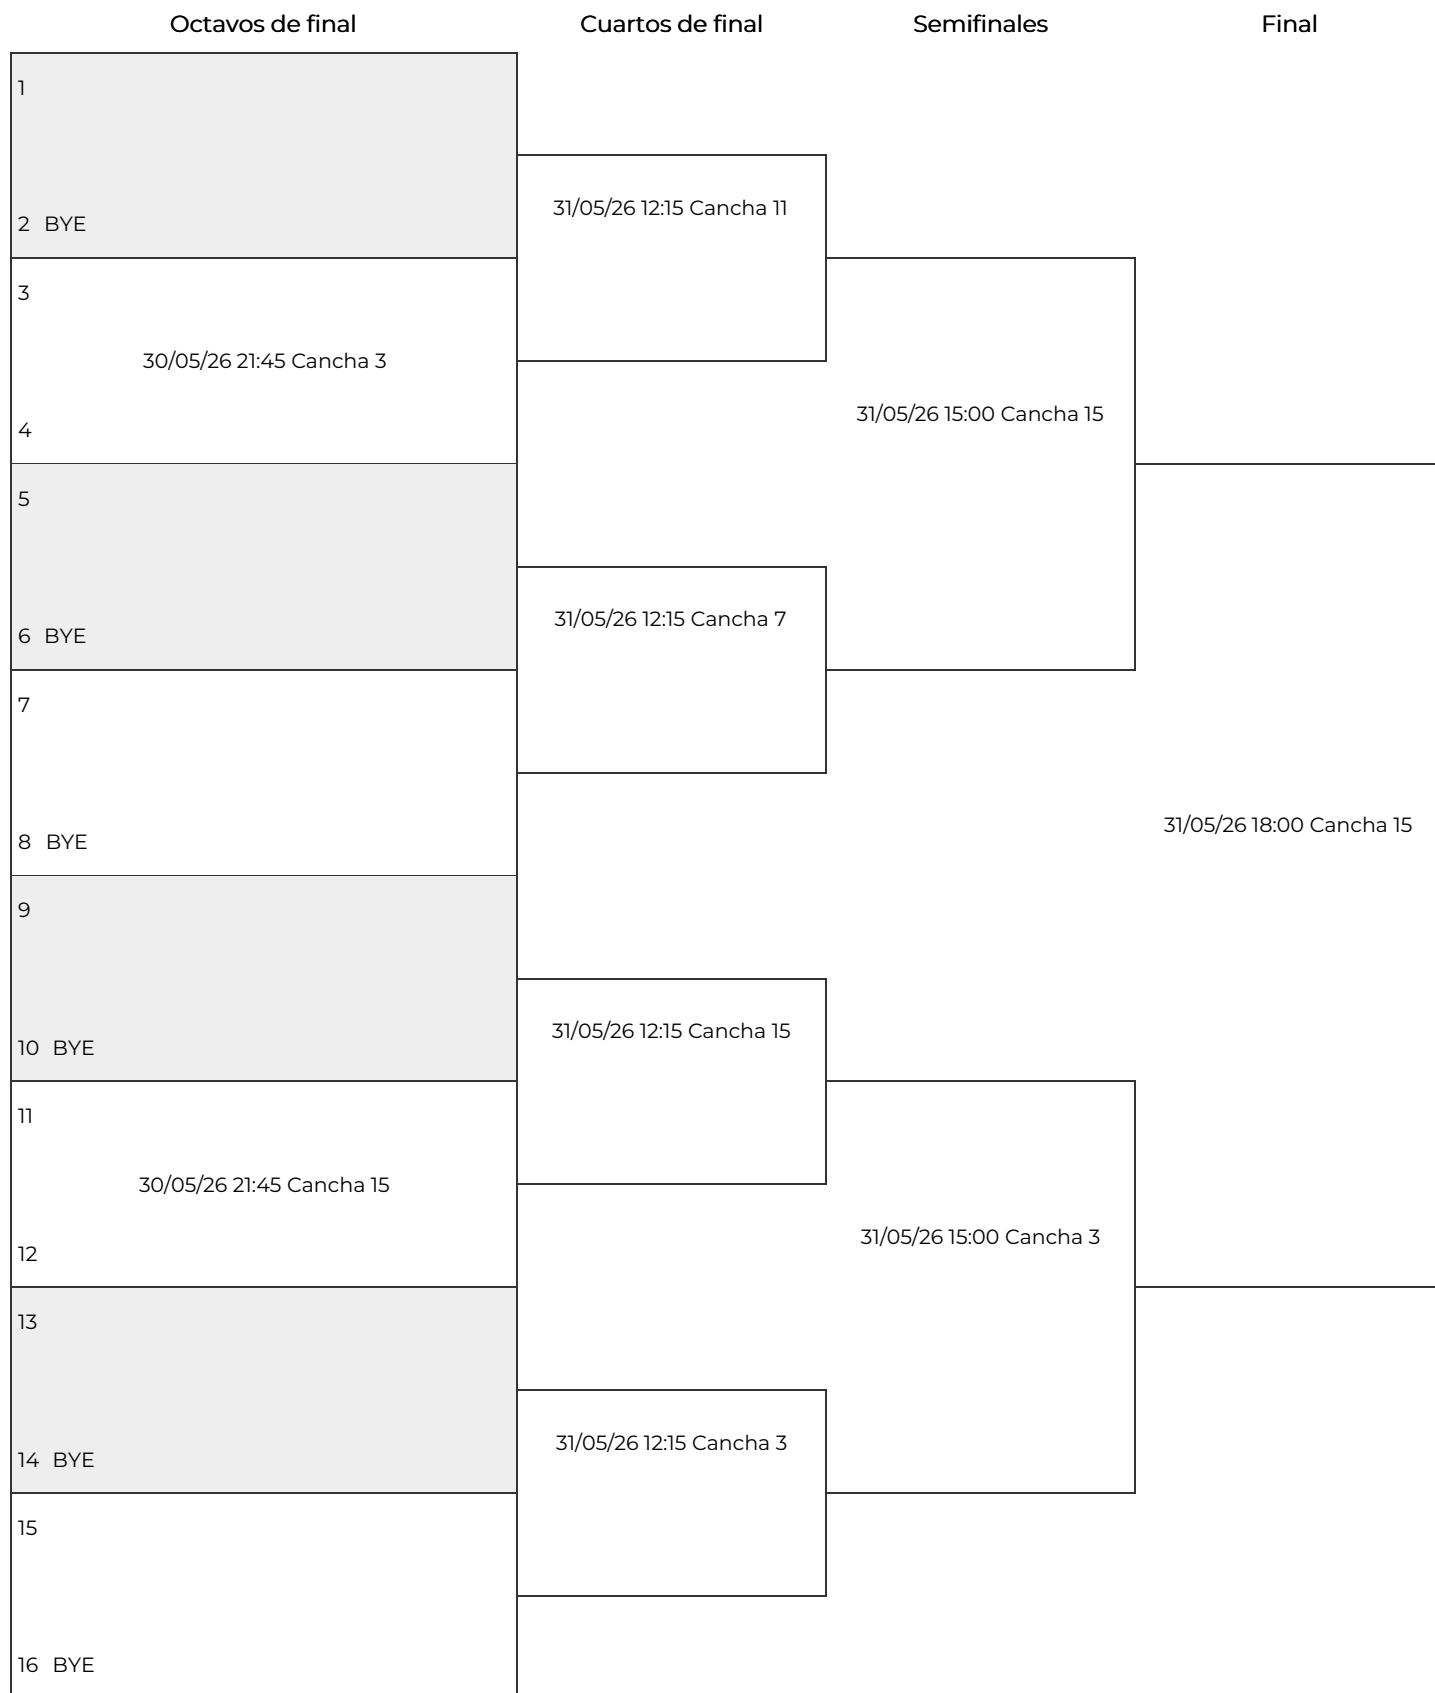 Octavos de final
Cuartos de final
Semifinales
Final
1
2 BYE
3
30/05/26 21:45 Cancha 3
4
5
6 BYE
7
8 BYE
9
10 BYE
11
30/05/26 21:45 Cancha 15
12
13
14 BYE
15
16 BYE
31/05/26 12:15 Cancha 11
31/05/26 12:15 Cancha 7
31/05/26 12:15 Cancha 15
31/05/26 12:15 Cancha 3
31/05/26 15:00 Cancha 15
31/05/26 15:00 Cancha 3
31/05/26 18:00 Cancha 15